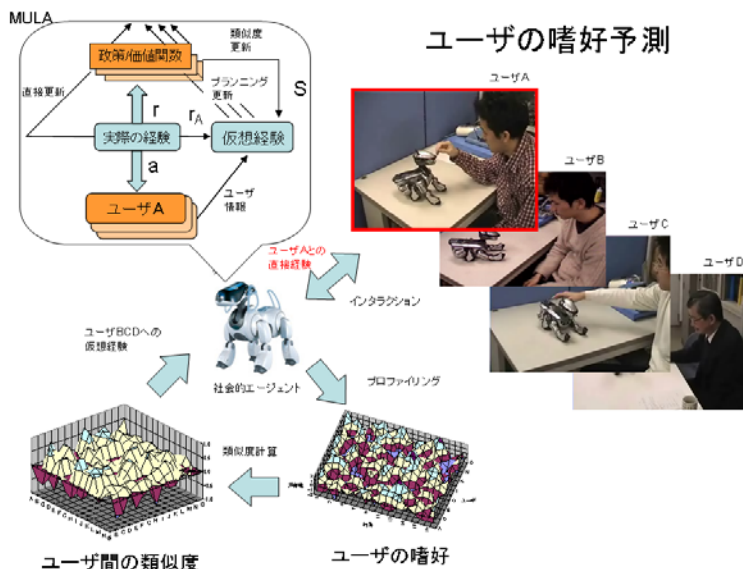 MULA
ユーザの嗜好予測
政策/価値関数
類似度
更新
プランニング
更新
直接更新
S
r
実際の経験
rA
仮想経験
a
ユーザA
ユーザ
情報
ユーザA
ユーザB
ユーザC
ユーザD
ユーザAとの
直接経験
インタラクション
ユーザBCDへの
仮想経験
社会的エージェント
プロファイリング
類似度計算
ユーザ間の類似度
ユーザの嗜好